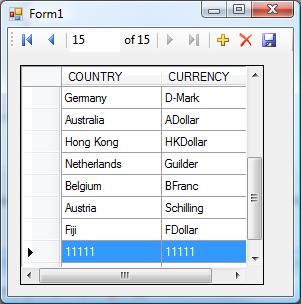 Form1
15 of 15
COUNTRY CURRENCY
Germany D-Mark
Australia ADollar
Hong Kong HKDollar
Netherlands Guilder
Belgium BFranc
Austria Schilling
Fiji FDollar
11111 11111